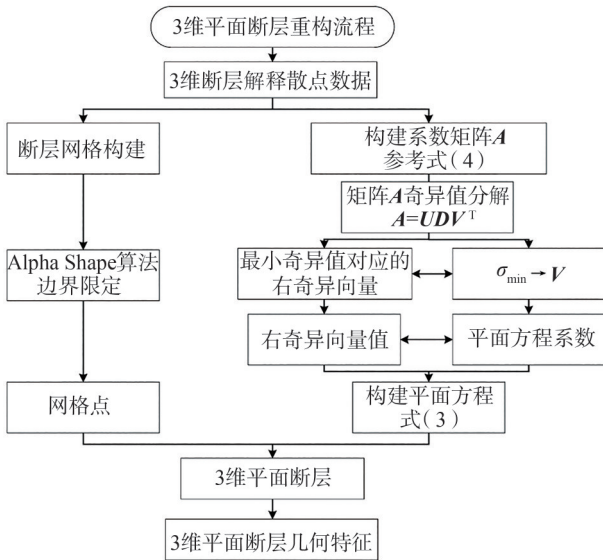 3维平面断层重构流程
3维断层解释散点数据
断层网格构建
构建系数矩阵A
参考式（4）
矩阵A奇异值分解
A=UDVᵀ
Alpha Shape算法
边界限定
最小奇异值对应的
右奇异向量
σmin→V
右奇异向量值
平面方程系数
网格点
构建平面方程
式（3）
3维平面断层
3维平面断层几何特征